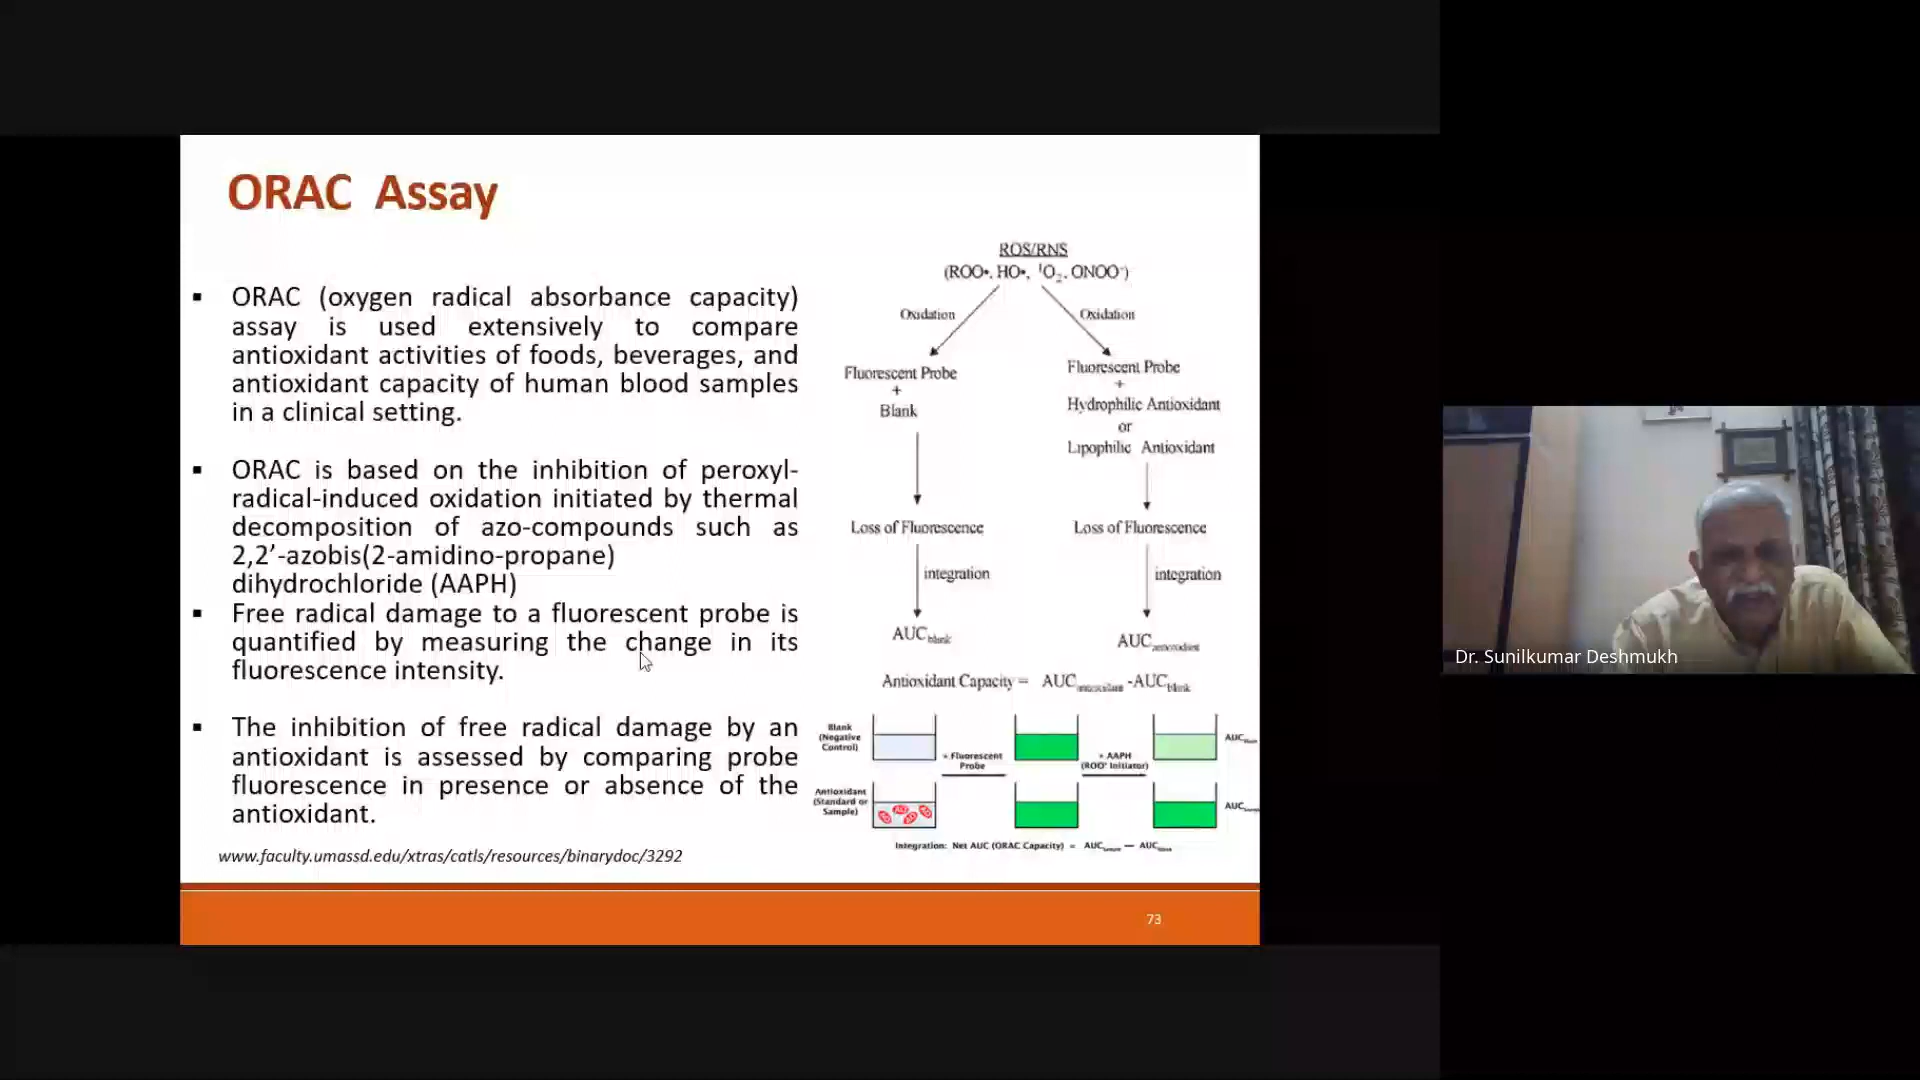 ORAC Assay
▪ ORAC (oxygen radical absorbance capacity)
assay is used extensively to compare
antioxidant activities of foods, beverages, and
antioxidant capacity of human blood samples
in a clinical setting.
▪ ORAC is based on the inhibition of peroxyl-
radical-induced oxidation initiated by thermal
decomposition of azo-compounds such as
2,2’-azobis(2-amidino-propane)
dihydrochloride (AAPH)
▪ Free radical damage to a fluorescent probe is
quantified by measuring the change in its
fluorescence intensity.
▪ The inhibition of free radical damage by an
antioxidant is assessed by comparing probe
fluorescence in presence or absence of the
antioxidant.
www.faculty.umassd.edu/xtras/catls/resources/binarydoc/3292
ROS/RNS
(ROO•, HO•, ¹O₂, ONOO⁻)
Oxidation Oxidation
Fluorescent Probe
+
Blank
Fluorescent Probe
+
Hydrophilic Antioxidant
or
Lipophilic Antioxidant
Loss of Fluorescence Loss of Fluorescence
integration integration
AUC blank
AUC antioxidant
Antioxidant Capacity = AUC antioxidant -AUC blank
Blank
(Negative
Control)
+ Fluorescent
Probe
+ AAPH
(ROO• Initiator)
AUC
Antioxidant
(Standard or
Sample)
AUC
Integration: Net AUC (ORAC Capacity) = AUC — AUC
73
Dr. Sunilkumar Deshmukh